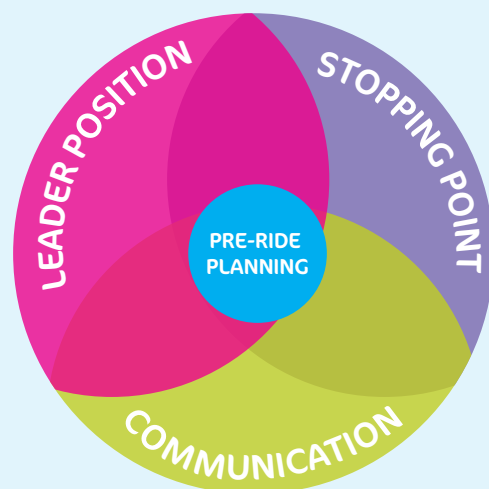 LEADER POSITION
STOPPING POINT
PRE-RIDE
PLANNING
COMMUNICATION